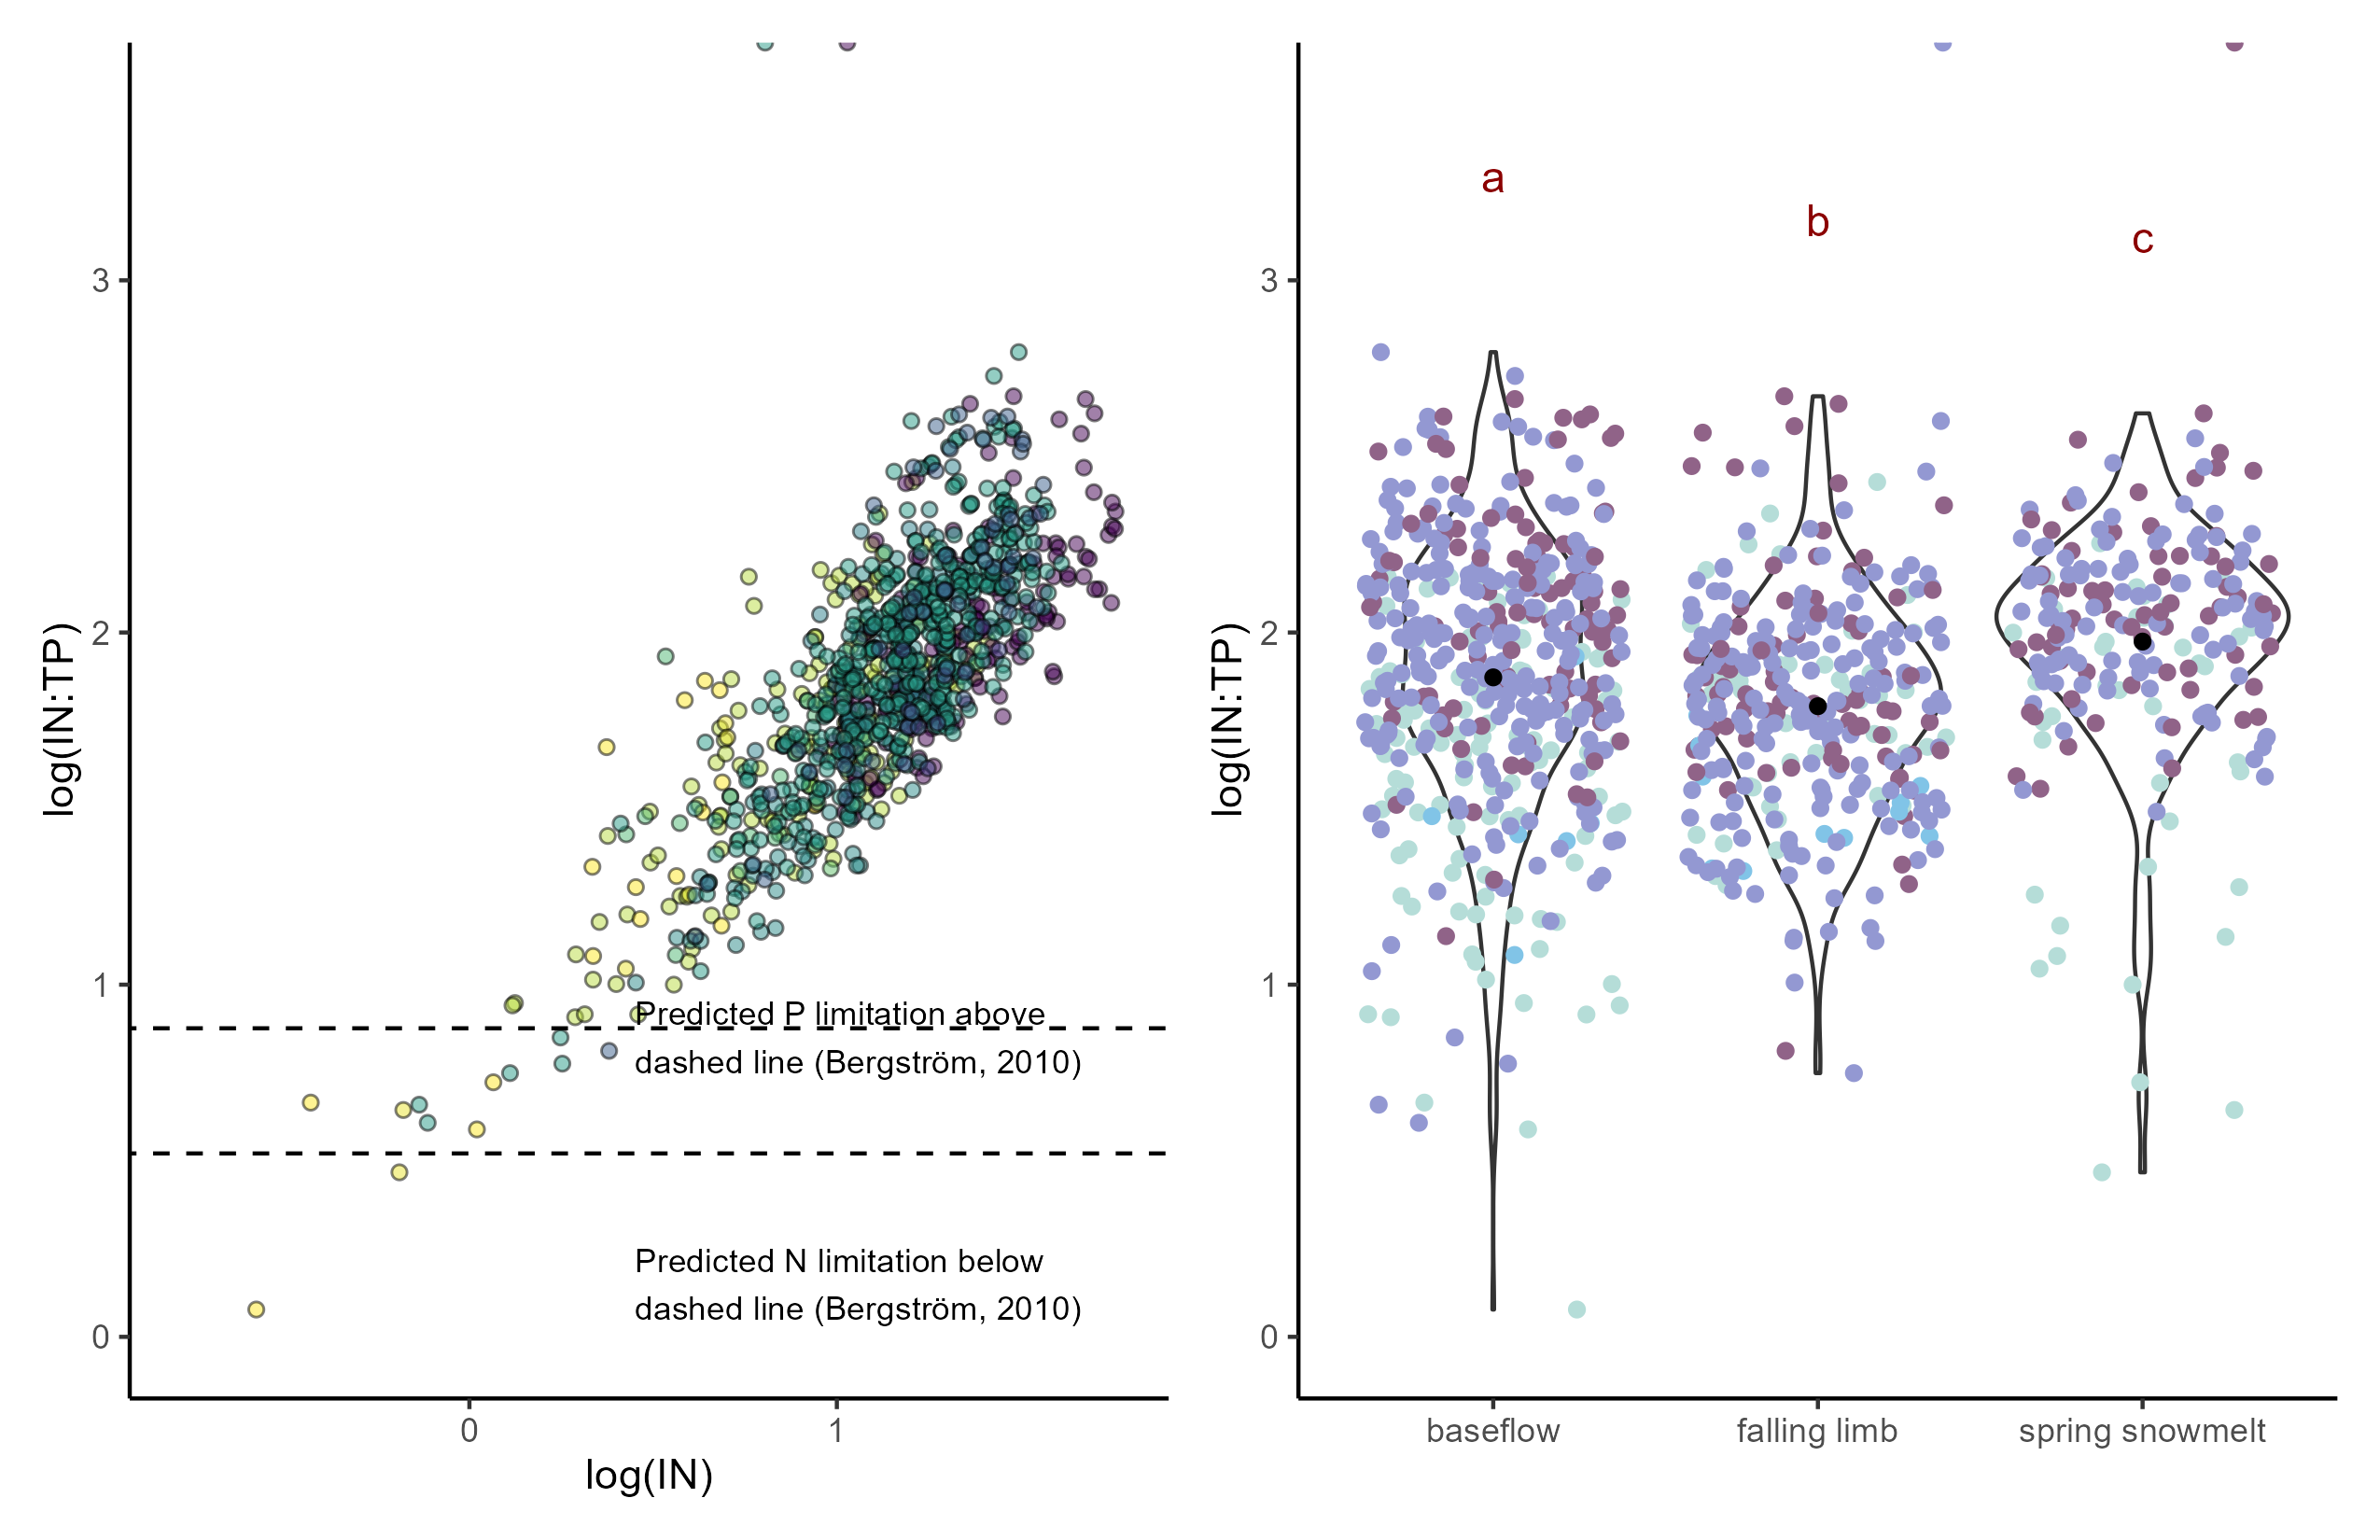 log(IN:TP)
3
2
1
0
Predicted P limitation above
dashed line (Bergström, 2010)
Predicted N limitation below
dashed line (Bergström, 2010)
0
1
log(IN)
log(IN:TP)
3
2
1
0
a
b
c
baseflow
falling limb
spring snowmelt